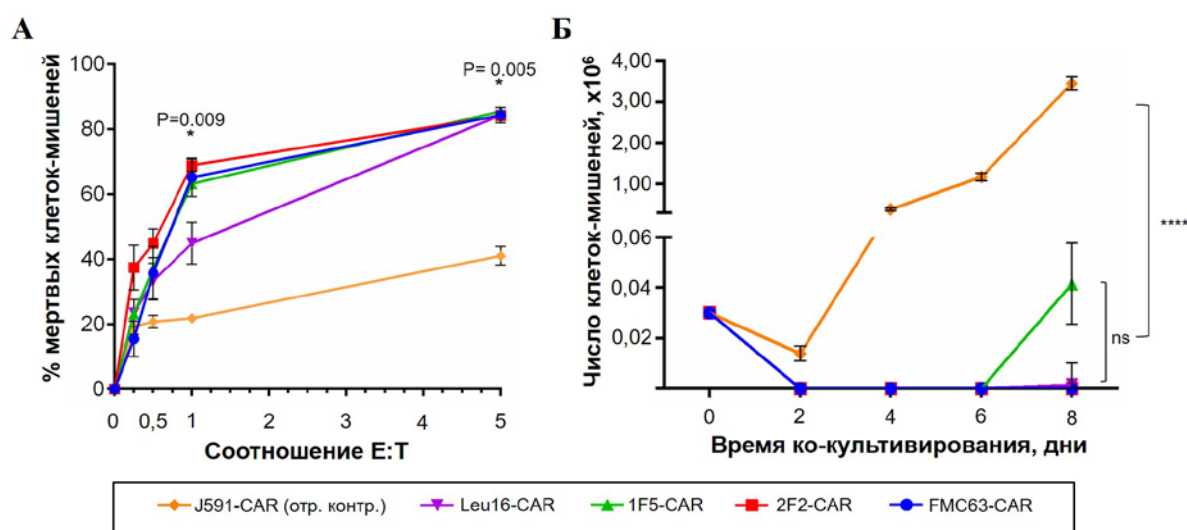 А
% мертвых клеток-мишеней
100
80
60
40
20
0
P=0.009
*
P= 0.005
*
0
0,5
1
2
3
4
5
Соотношение E:T
Б
Число клеток-мишеней, х10⁶
4,00
3,00
2,00
1,00
0,06
0,04
0,02
****
ns
0
2
4
6
8
Время ко-культивирования, дни
J591-CAR (отр. контр.)
Leu16-CAR
1F5-CAR
2F2-CAR
FMC63-CAR